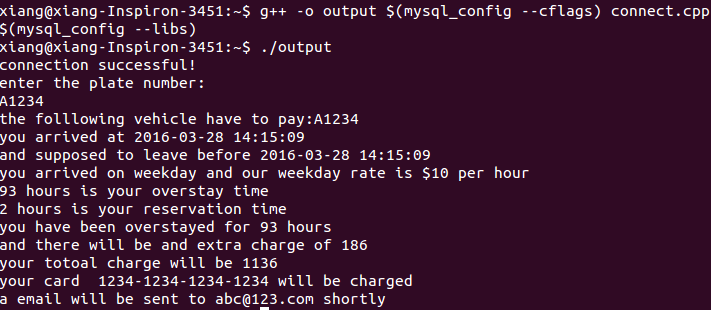 xiang@xiang-Inspiron-3451:~$ g++ -o output $(mysql_config --cflags) connect.cpp
$(mysql_config --libs)
xiang@xiang-Inspiron-3451:~$ ./output
connection successful!
enter the plate number:
A1234
the folllowing vehicle have to pay:A1234
you arrived at 2016-03-28 14:15:09
and supposed to leave before 2016-03-28 14:15:09
you arrived on weekday and our weekday rate is $10 per hour
93 hours is your overstay time
2 hours is your reservation time
you have been overstayed for 93 hours
and there will be and extra charge of 186
your totoal charge will be 1136
your card  1234-1234-1234-1234 will be charged
a email will be sent to abc@123.com shortly